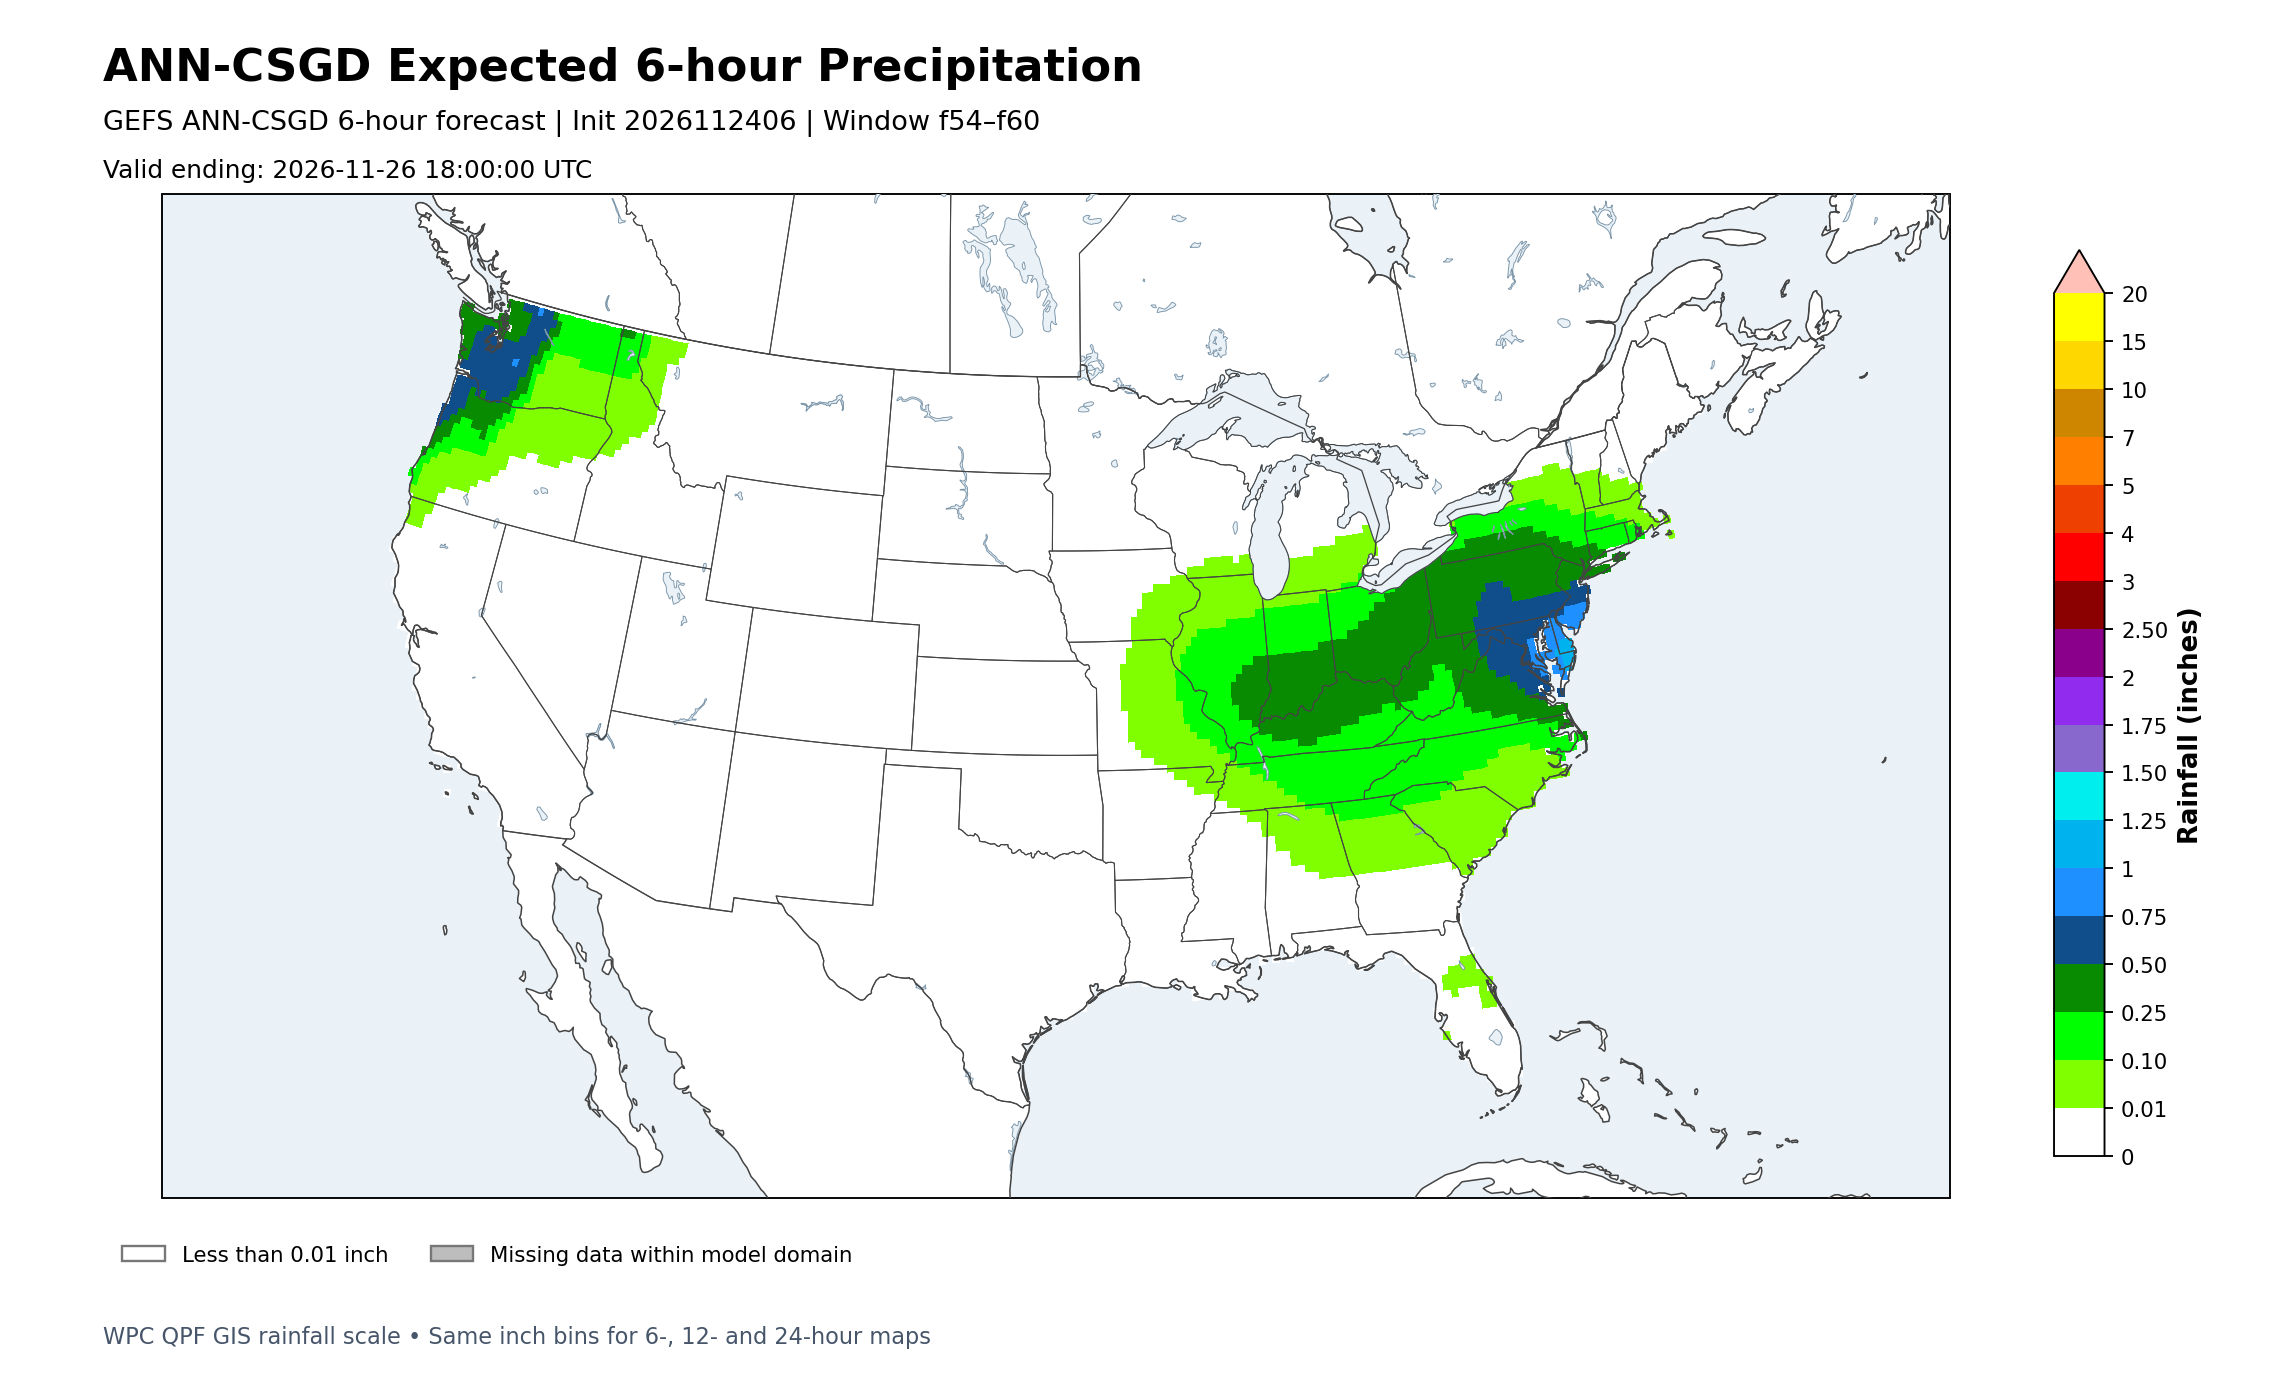 ANN-CSGD Expected 6-hour Precipitation
GEFS ANN-CSGD 6-hour forecast | Init 2026112406 | Window f54–f60
Valid ending: 2026-11-26 18:00:00 UTC
20
15
10
7
5
4
3
2.50
2
1.75
1.50
1.25
1
0.75
0.50
0.25
0.10
0.01
0
Rainfall (inches)
Less than 0.01 inch
Missing data within model domain
WPC QPF GIS rainfall scale • Same inch bins for 6-, 12- and 24-hour maps